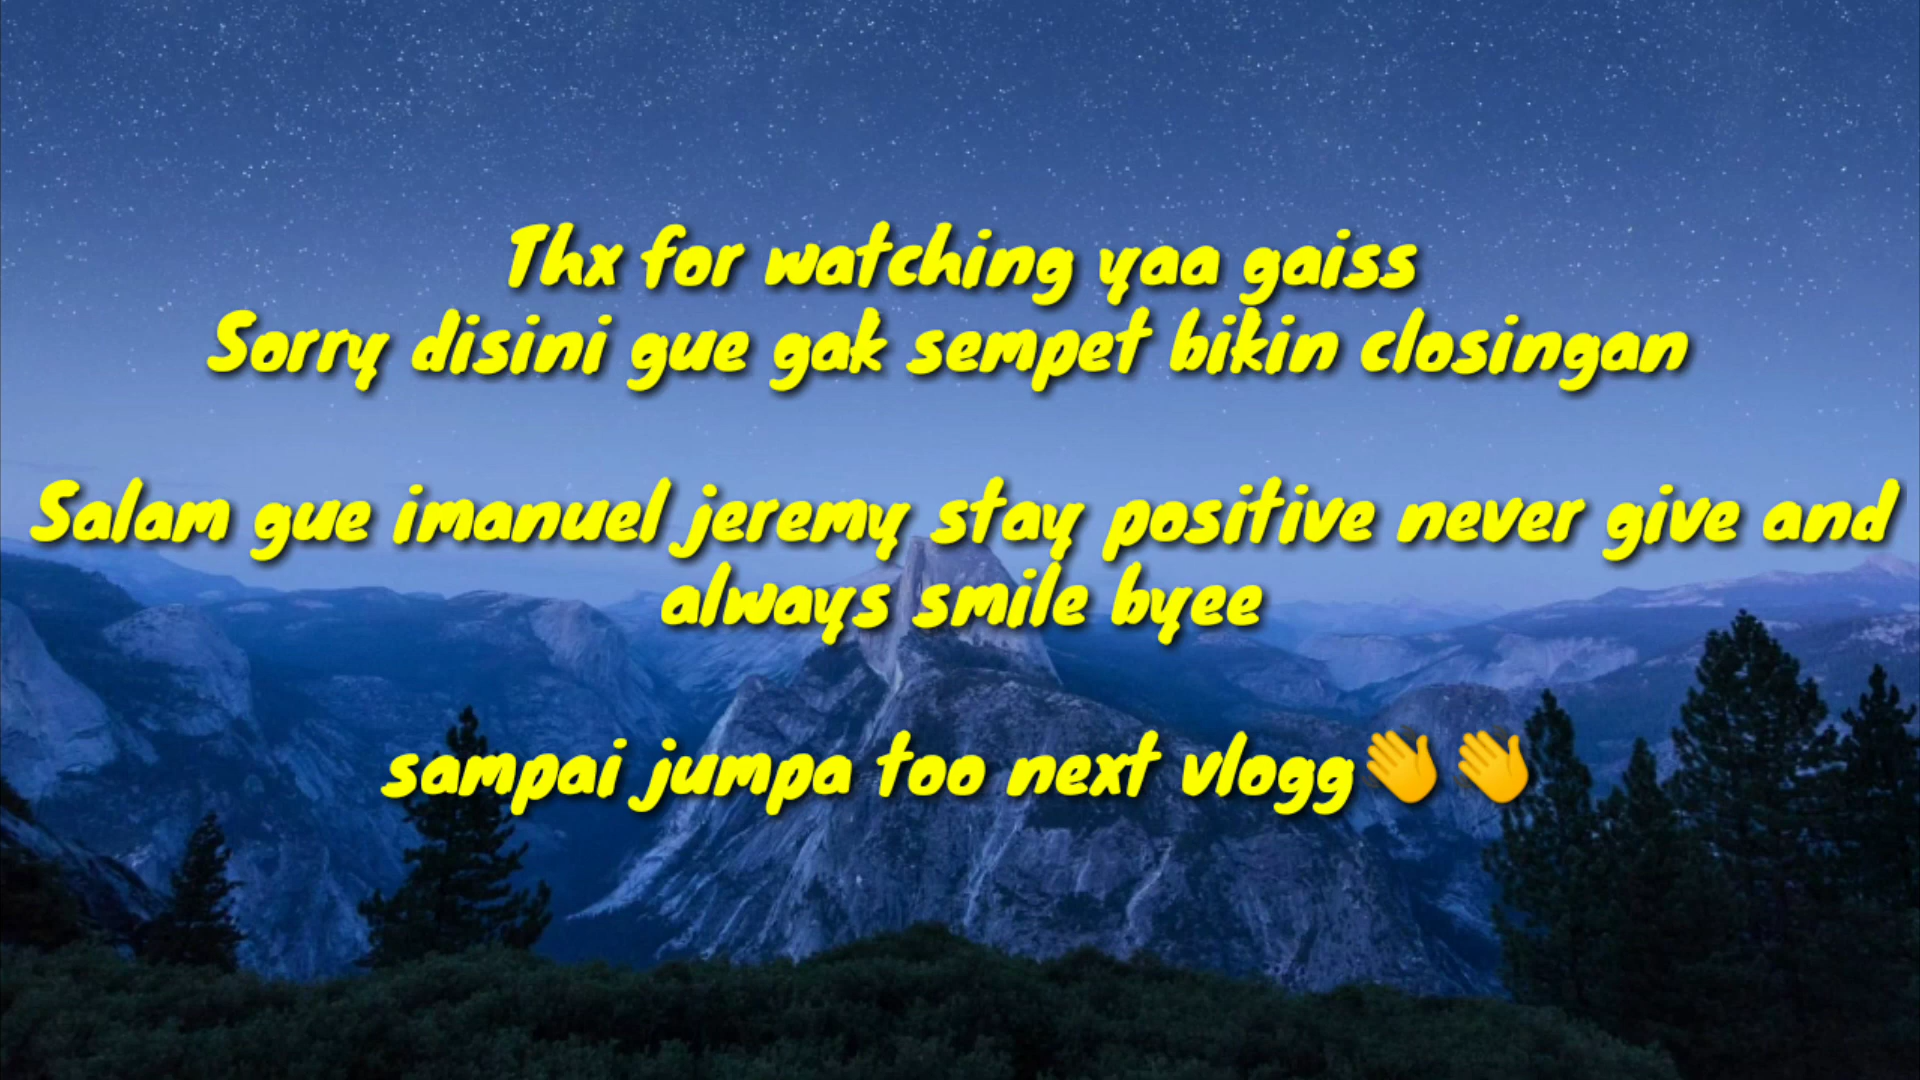 Thx for watching yaa gaiss
Sorry disini gue gak sempet bikin closingan
Salam gue imanuel jeremy stay positive never give and
always smile byee
sampai jumpa too next vlogg👋👋